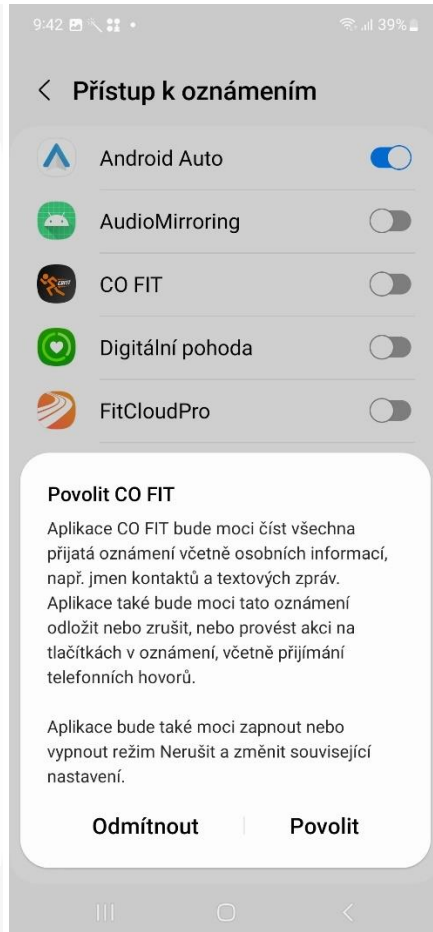 9:42
39%
Přístup k oznámením
Android Auto
AudioMirroring
CO FIT
Digitální pohoda
FitCloudPro
Povolit CO FIT
Aplikace CO FIT bude moci číst všechna
přijatá oznámení včetně osobních informací,
např. jmen kontaktů a textových zpráv.
Aplikace také bude moci tato oznámení
odložit nebo zrušit, nebo provést akci na
tlačítkách v oznámení, včetně přijímání
telefonních hovorů.
Aplikace bude také moci zapnout nebo
vypnout režim Nerušit a změnit související
nastavení.
Odmítnout
Povolit